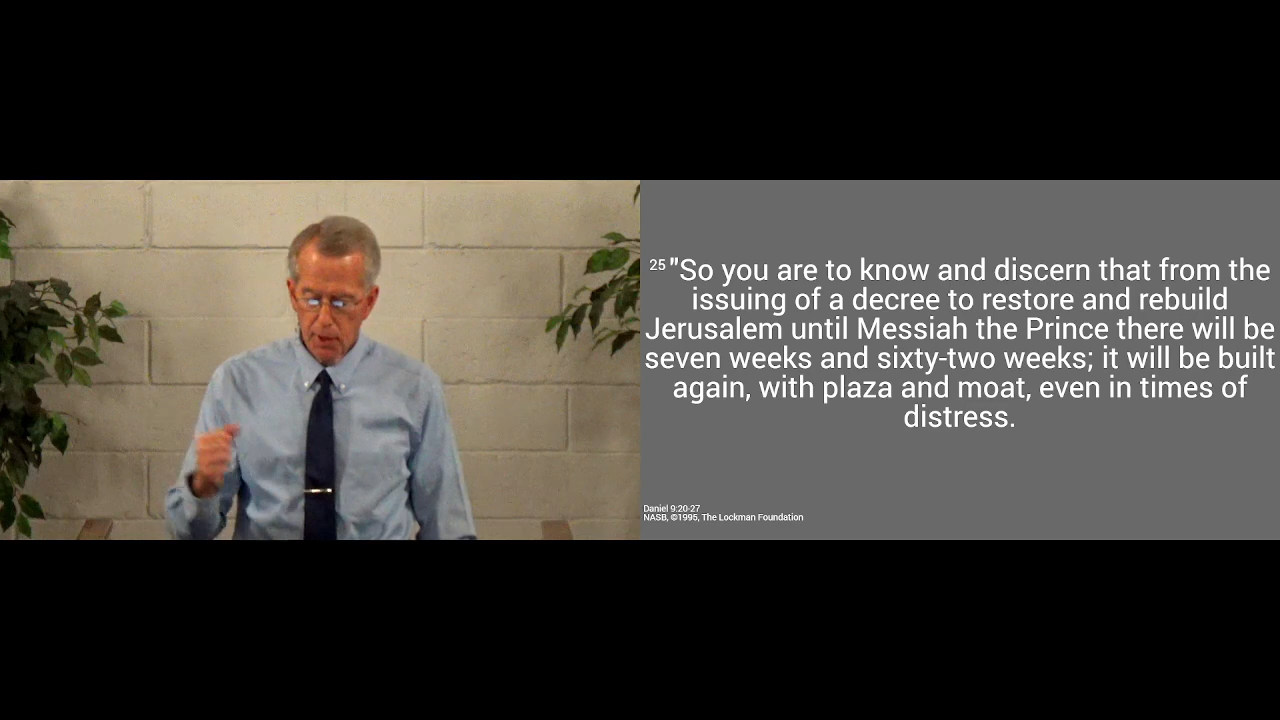 25 "So you are to know and discern that from the
issuing of a decree to restore and rebuild
Jerusalem until Messiah the Prince there will be
seven weeks and sixty-two weeks; it will be built
again, with plaza and moat, even in times of
distress.
Daniel 9:20-27
NASB, ©1995, The Lockman Foundation